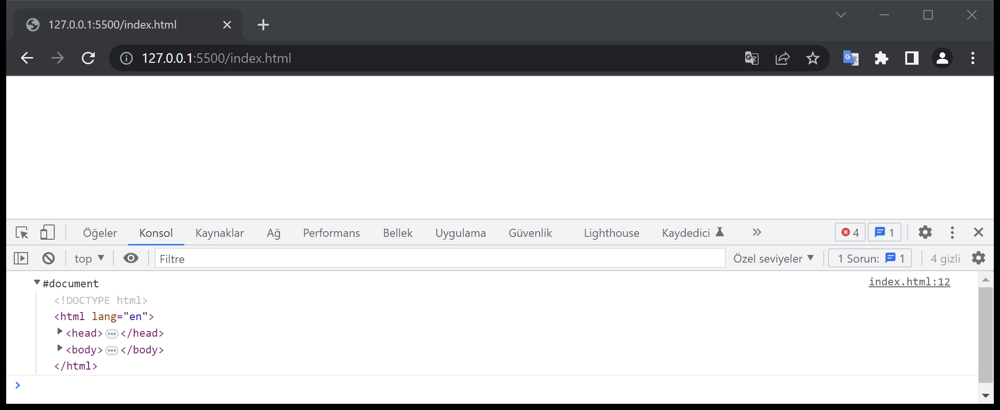 127.0.0.1:5500/index.html
127.0.0.1:5500/index.html
Öğeler Konsol Kaynaklar Ağ Performans Bellek Uygulama Güvenlik Lighthouse Kaydedici 4 1
top Filtre Özel seviyeler 1 Sorun: 1 4 gizli
#document index.html:12
<!DOCTYPE html>
<html lang="en">
<head>…</head>
<body>…</body>
</html>